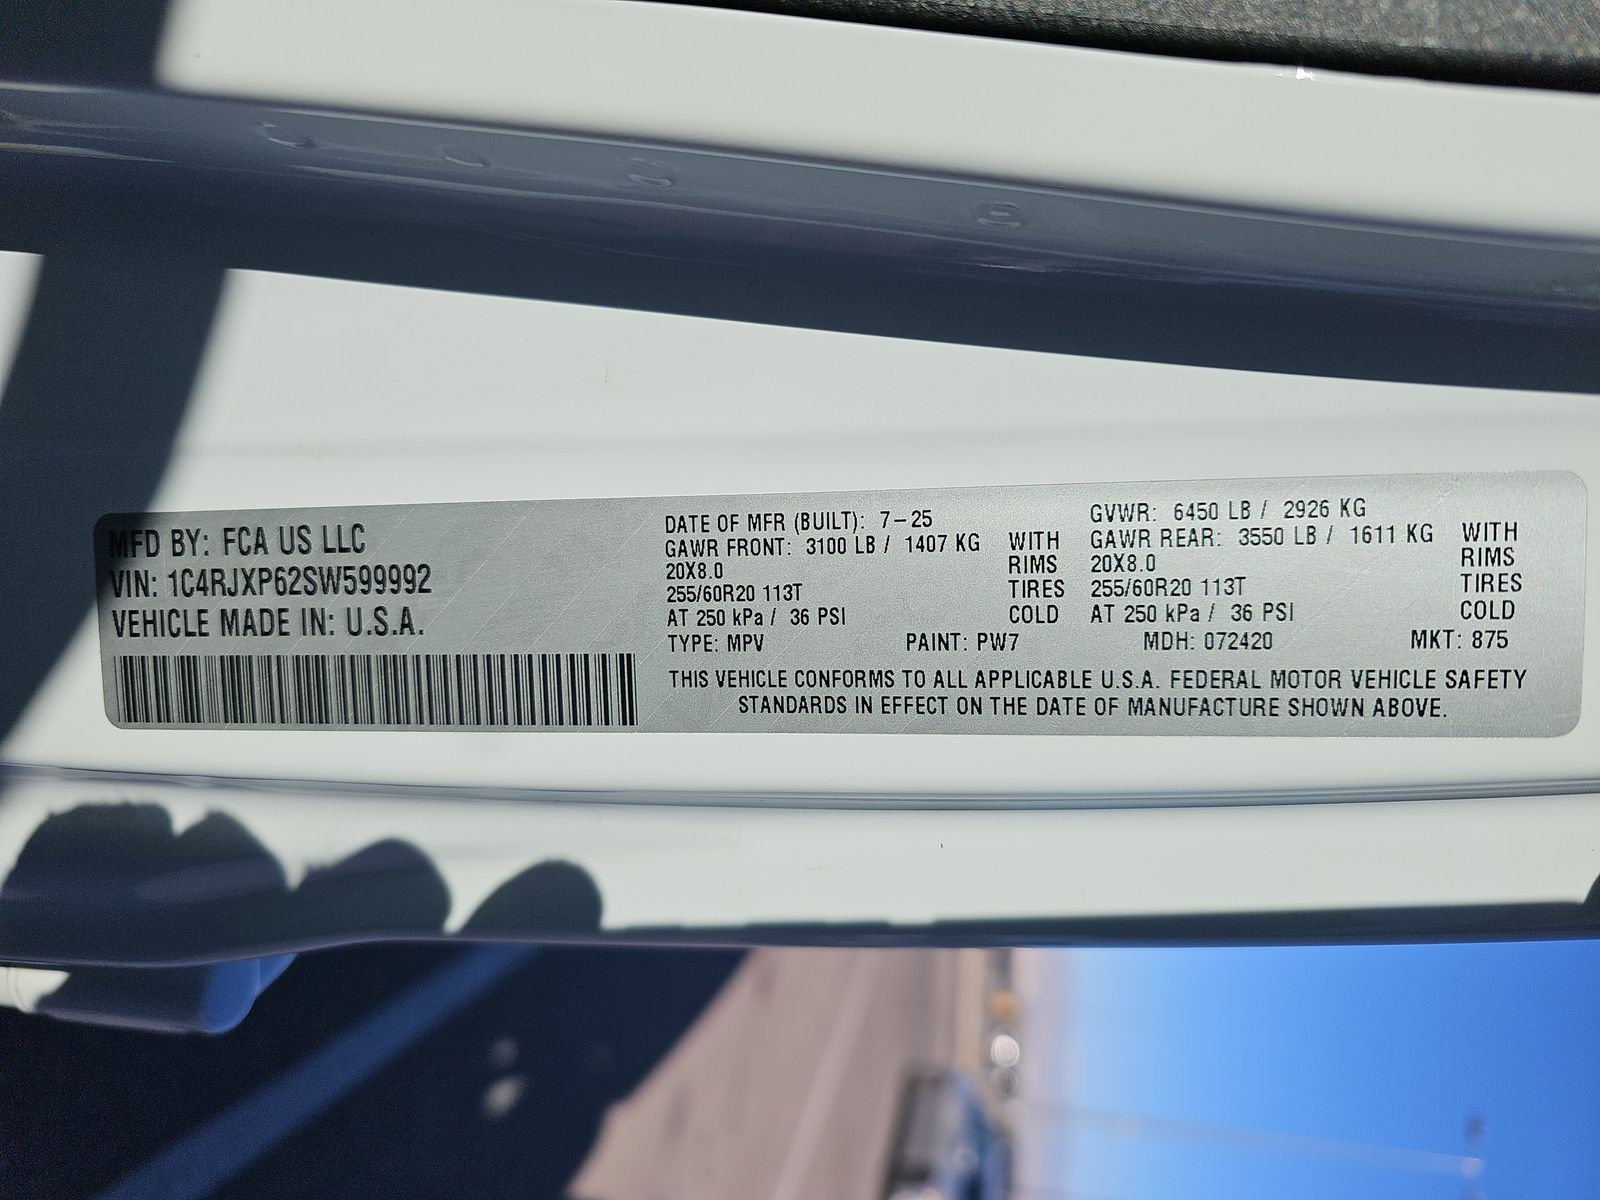 MFD BY: FCA US LLC
VIN: 1C4RJXP62SW599992
VEHICLE MADE IN: U.S.A.
DATE OF MFR (BUILT): 7-25
GAWR FRONT: 3100 LB / 1407 KG WITH
20X8.0 RIMS
255/60R20 113T TIRES
AT 250 kPa / 36 PSI COLD
GVWR: 6450 LB / 2926 KG
GAWR REAR: 3550 LB / 1611 KG WITH
20X8.0 RIMS
255/60R20 113T TIRES
AT 250 kPa / 36 PSI COLD
TYPE: MPV PAINT: PW7 MDH: 072420 MKT: 875
THIS VEHICLE CONFORMS TO ALL APPLICABLE U.S.A. FEDERAL MOTOR VEHICLE SAFETY
STANDARDS IN EFFECT ON THE DATE OF MANUFACTURE SHOWN ABOVE.